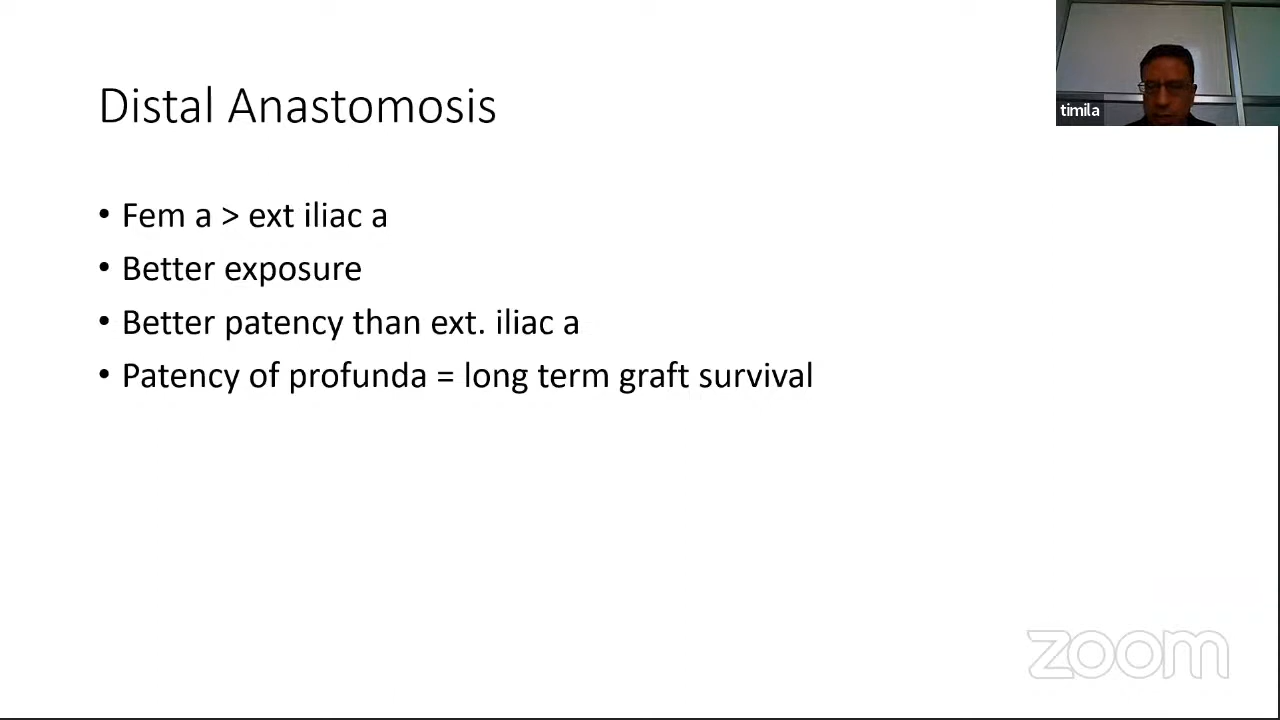 timila
Distal Anastomosis
• Fem a > ext iliac a
• Better exposure
• Better patency than ext. iliac a
• Patency of profunda = long term graft survival
zoom